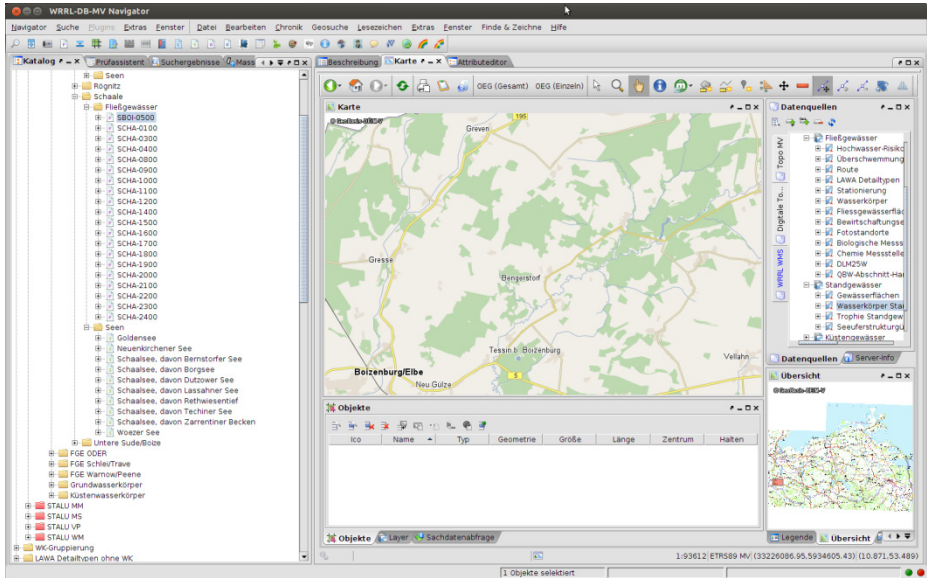 WRRL-DB-MV Navigator
Navigator Suche Plugins Extras Fenster Datei Bearbeiten Chronik Geosuche Lesezeichen Extras Fenster Finde & Zeichne Hilfe
Katalog Prüfassistent Suchergebnisse Mass
Seen
Rögnitz
Schaale
Fließgewässer
SBOI-0500
SCHA-0100
SCHA-0300
SCHA-0400
SCHA-0800
SCHA-0900
SCHA-1000
SCHA-1100
SCHA-1200
SCHA-1400
SCHA-1500
SCHA-1600
SCHA-1700
SCHA-1800
SCHA-1900
SCHA-2000
SCHA-2100
SCHA-2200
SCHA-2300
SCHA-2400
Seen
Goldensee
Neuenkirchener See
Schaalsee, davon Bernstorfer See
Schaalsee, davon Borgsee
Schaalsee, davon Dutzower See
Schaalsee, davon Lassahner See
Schaalsee, davon Rethwiesentief
Schaalsee, davon Techiner See
Schaalsee, davon Zarrentiner Becken
Woezer See
Untere Sude/Boize
FGE ODER
FGE Schlei/Trave
FGE Warnow/Peene
Grundwasserkörper
Küstenwasserkörper
STALU MM
STALU MS
STALU VP
STALU WM
WK-Gruppierung
LAWA Detailtypen ohne WK
Beschreibung Karte Attributeditor
OEG (Gesamt) OEG (Einzeln)
Karte
© GeoBasis-DE/M-V
195
Greven
Gresse
Bengerstorf
Tessin b. Boizenburg
Vellahn
Boizenburg/Elbe
5
Neu Gülze
Objekte
Ico Name Typ Geometrie Größe Länge Zentrum Halten
Objekte Layer Sachdatenabfrage
Datenquellen
Topo MV
Digitale To...
WRRL WMS
Fließgewässer
Hochwasser-Risiko
Überschwemmung
Route
LAWA Detailtypen
Stationierung
Wasserkörper
Fliessgewässerfläc
Bewirtschaftungse
Fotostandorte
Biologische Messs
Chemie Messstelle
DLM25W
QBW-Abschnitt-Hau
Standgewässer
Gewässerflächen
Wasserkörper Star
Trophie Standgew
Seeuferstrukturgü
Küstengewässer
Datenquellen Server-Info
Übersicht
© GeoBasis-DE/M-V
Legende Übersicht
1:93612 ETRS89 MV (33226086.95,5934605.43) (10.871,53.489)
1 Objekte selektiert